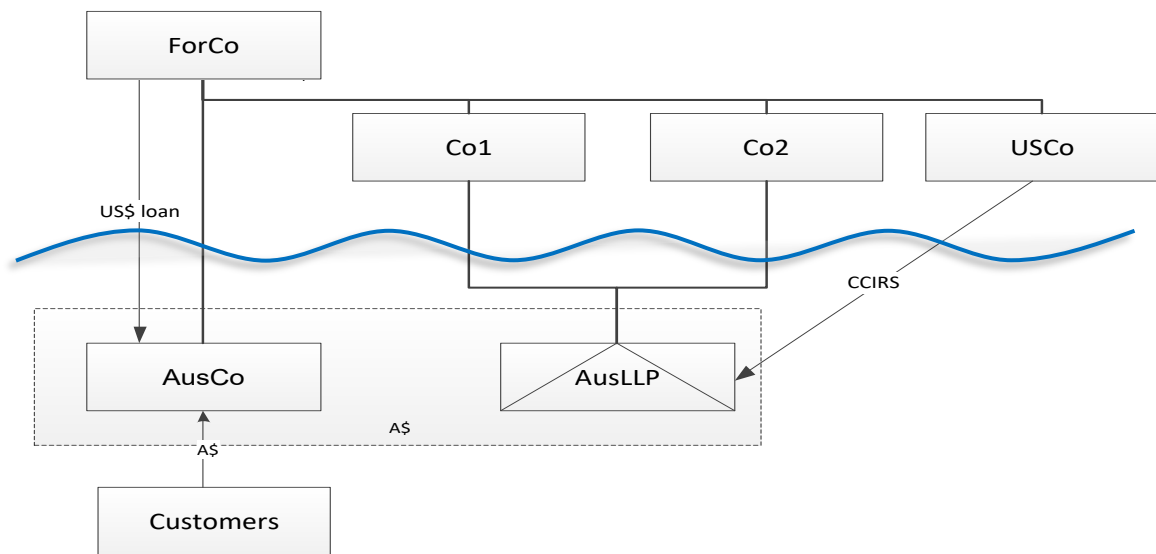 ForCo
Co1
Co2
USCo
US$ loan
CCIRS
AusCo
AusLLP
A$
A$
Customers